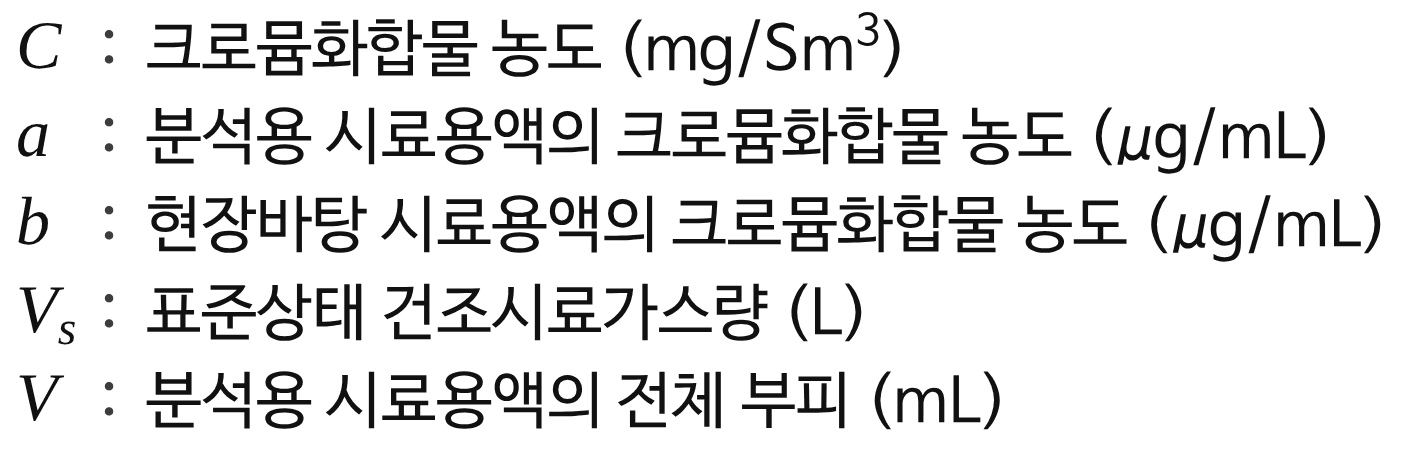 C : 크로뮴화합물 농도 (mg/Sm³)
a : 분석용 시료용액의 크로뮴화합물 농도 (μg/mL)
b : 현장바탕 시료용액의 크로뮴화합물 농도 (μg/mL)
Vₛ : 표준상태 건조시료가스량 (L)
V : 분석용 시료용액의 전체 부피 (mL)